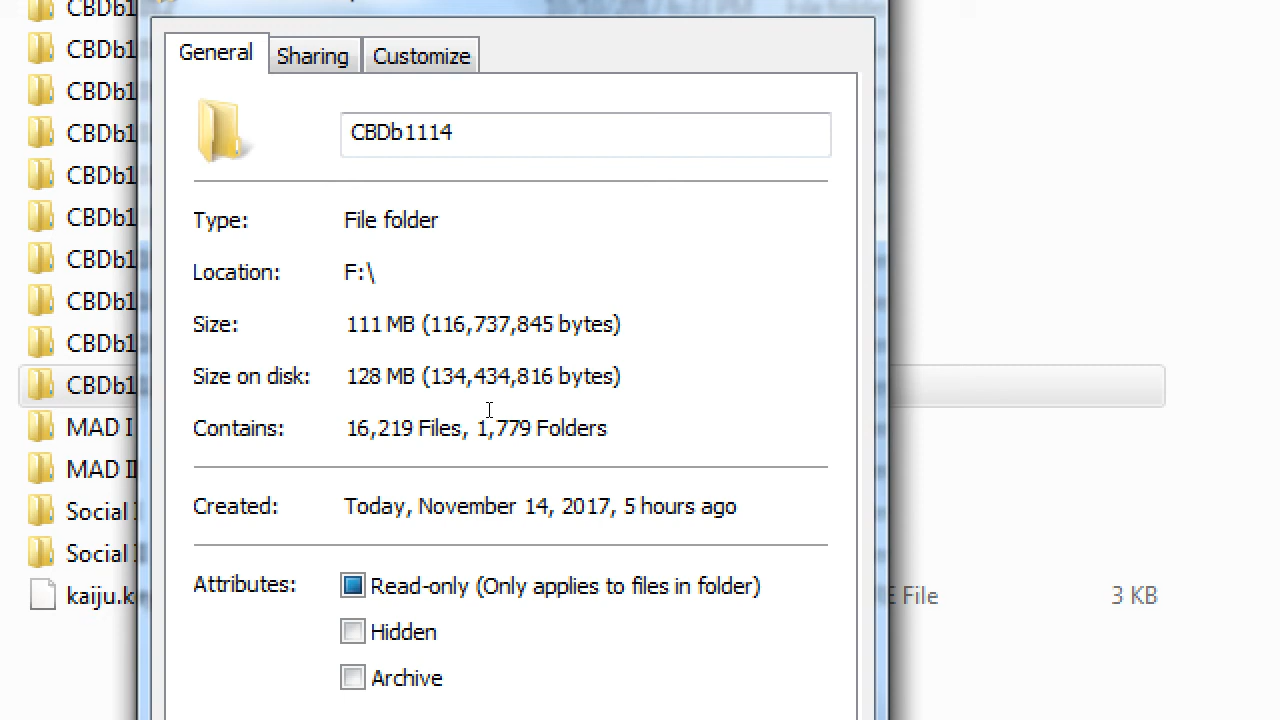 CBDb1
CBDb1
CBDb1
CBDb1
CBDb1
CBDb1
CBDb1
CBDb1
CBDb1
CBDb1
MAD I
MAD II
Social
Social
kaiju.k
File
3 KB
General
Sharing
Customize
CBDb1114
Type: File folder
Location: F:\
Size: 111 MB (116,737,845 bytes)
Size on disk: 128 MB (134,434,816 bytes)
Contains: 16,219 Files, 1,779 Folders
Created: Today, November 14, 2017, 5 hours ago
Attributes: Read-only (Only applies to files in folder)
Hidden
Archive